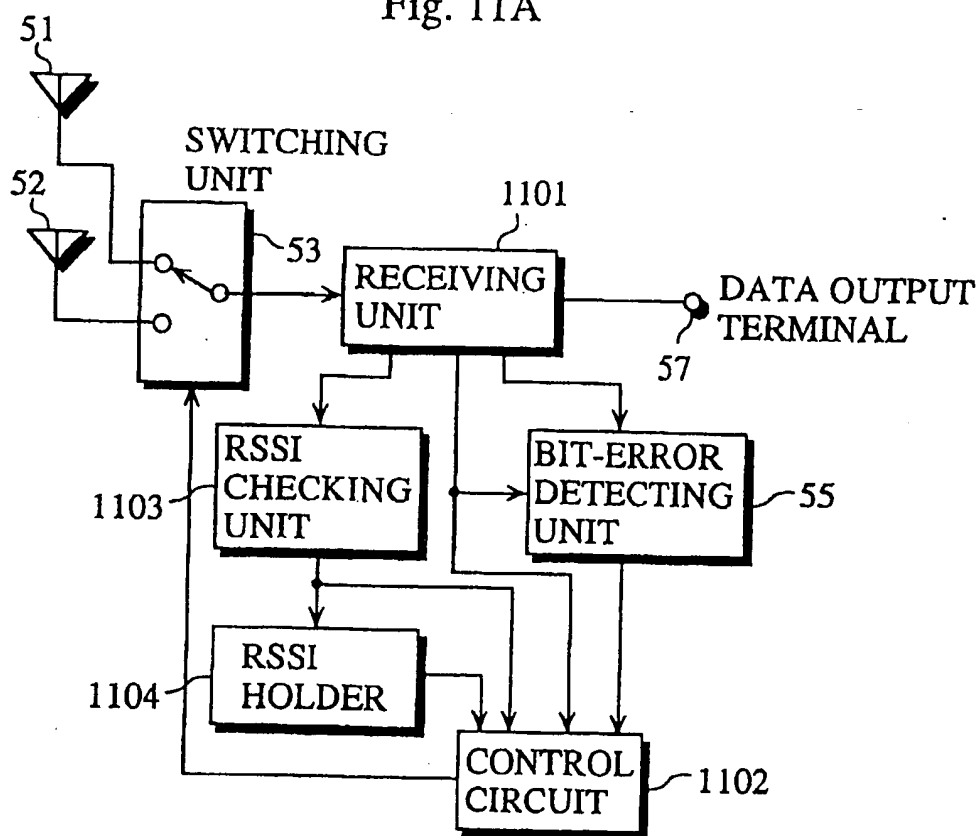 Fig. 11A
51
SWITCHING
UNIT
52
53
1101
RECEIVING
UNIT
DATA OUTPUT
TERMINAL
57
RSSI
CHECKING
UNIT
1103
BIT-ERROR
DETECTING
UNIT
55
RSSI
HOLDER
1104
CONTROL
CIRCUIT
1102